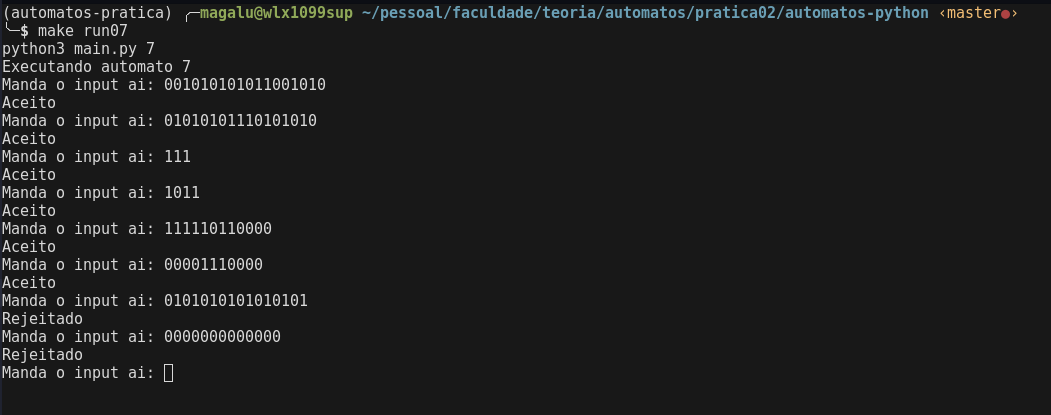 (automatos-pratica) ╭─magalu@wlx1099sup ~/pessoal/faculdade/teoria/automatos/pratica02/automatos-python ‹master●›
╰─$ make run07
python3 main.py 7
Executando automato 7
Manda o input ai: 001010101011001010
Aceito
Manda o input ai: 01010101110101010
Aceito
Manda o input ai: 111
Aceito
Manda o input ai: 1011
Aceito
Manda o input ai: 111110110000
Aceito
Manda o input ai: 00001110000
Aceito
Manda o input ai: 0101010101010101
Rejeitado
Manda o input ai: 0000000000000
Rejeitado
Manda o input ai: